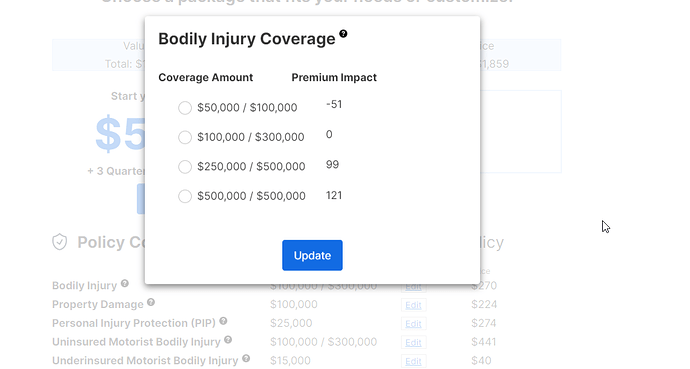 Choose a package that fits your needs or customize.
Bodily Injury Coverage
Coverage Amount Premium Impact
$50,000 / $100,000 -51
$100,000 / $300,000 0
$250,000 / $500,000 99
$500,000 / $500,000 121
Update
Valu
Total: $
$1,859
Start y
$5
+ 3 Quarter
Policy Co
licy
Bodily Injury $100,000 / $300,000 Edit $270
Property Damage $100,000 Edit $224
Personal Injury Protection (PIP) $25,000 Edit $274
Uninsured Motorist Bodily Injury $100,000 / $300,000 Edit $441
Underinsured Motorist Bodily Injury $15,000 Edit $40